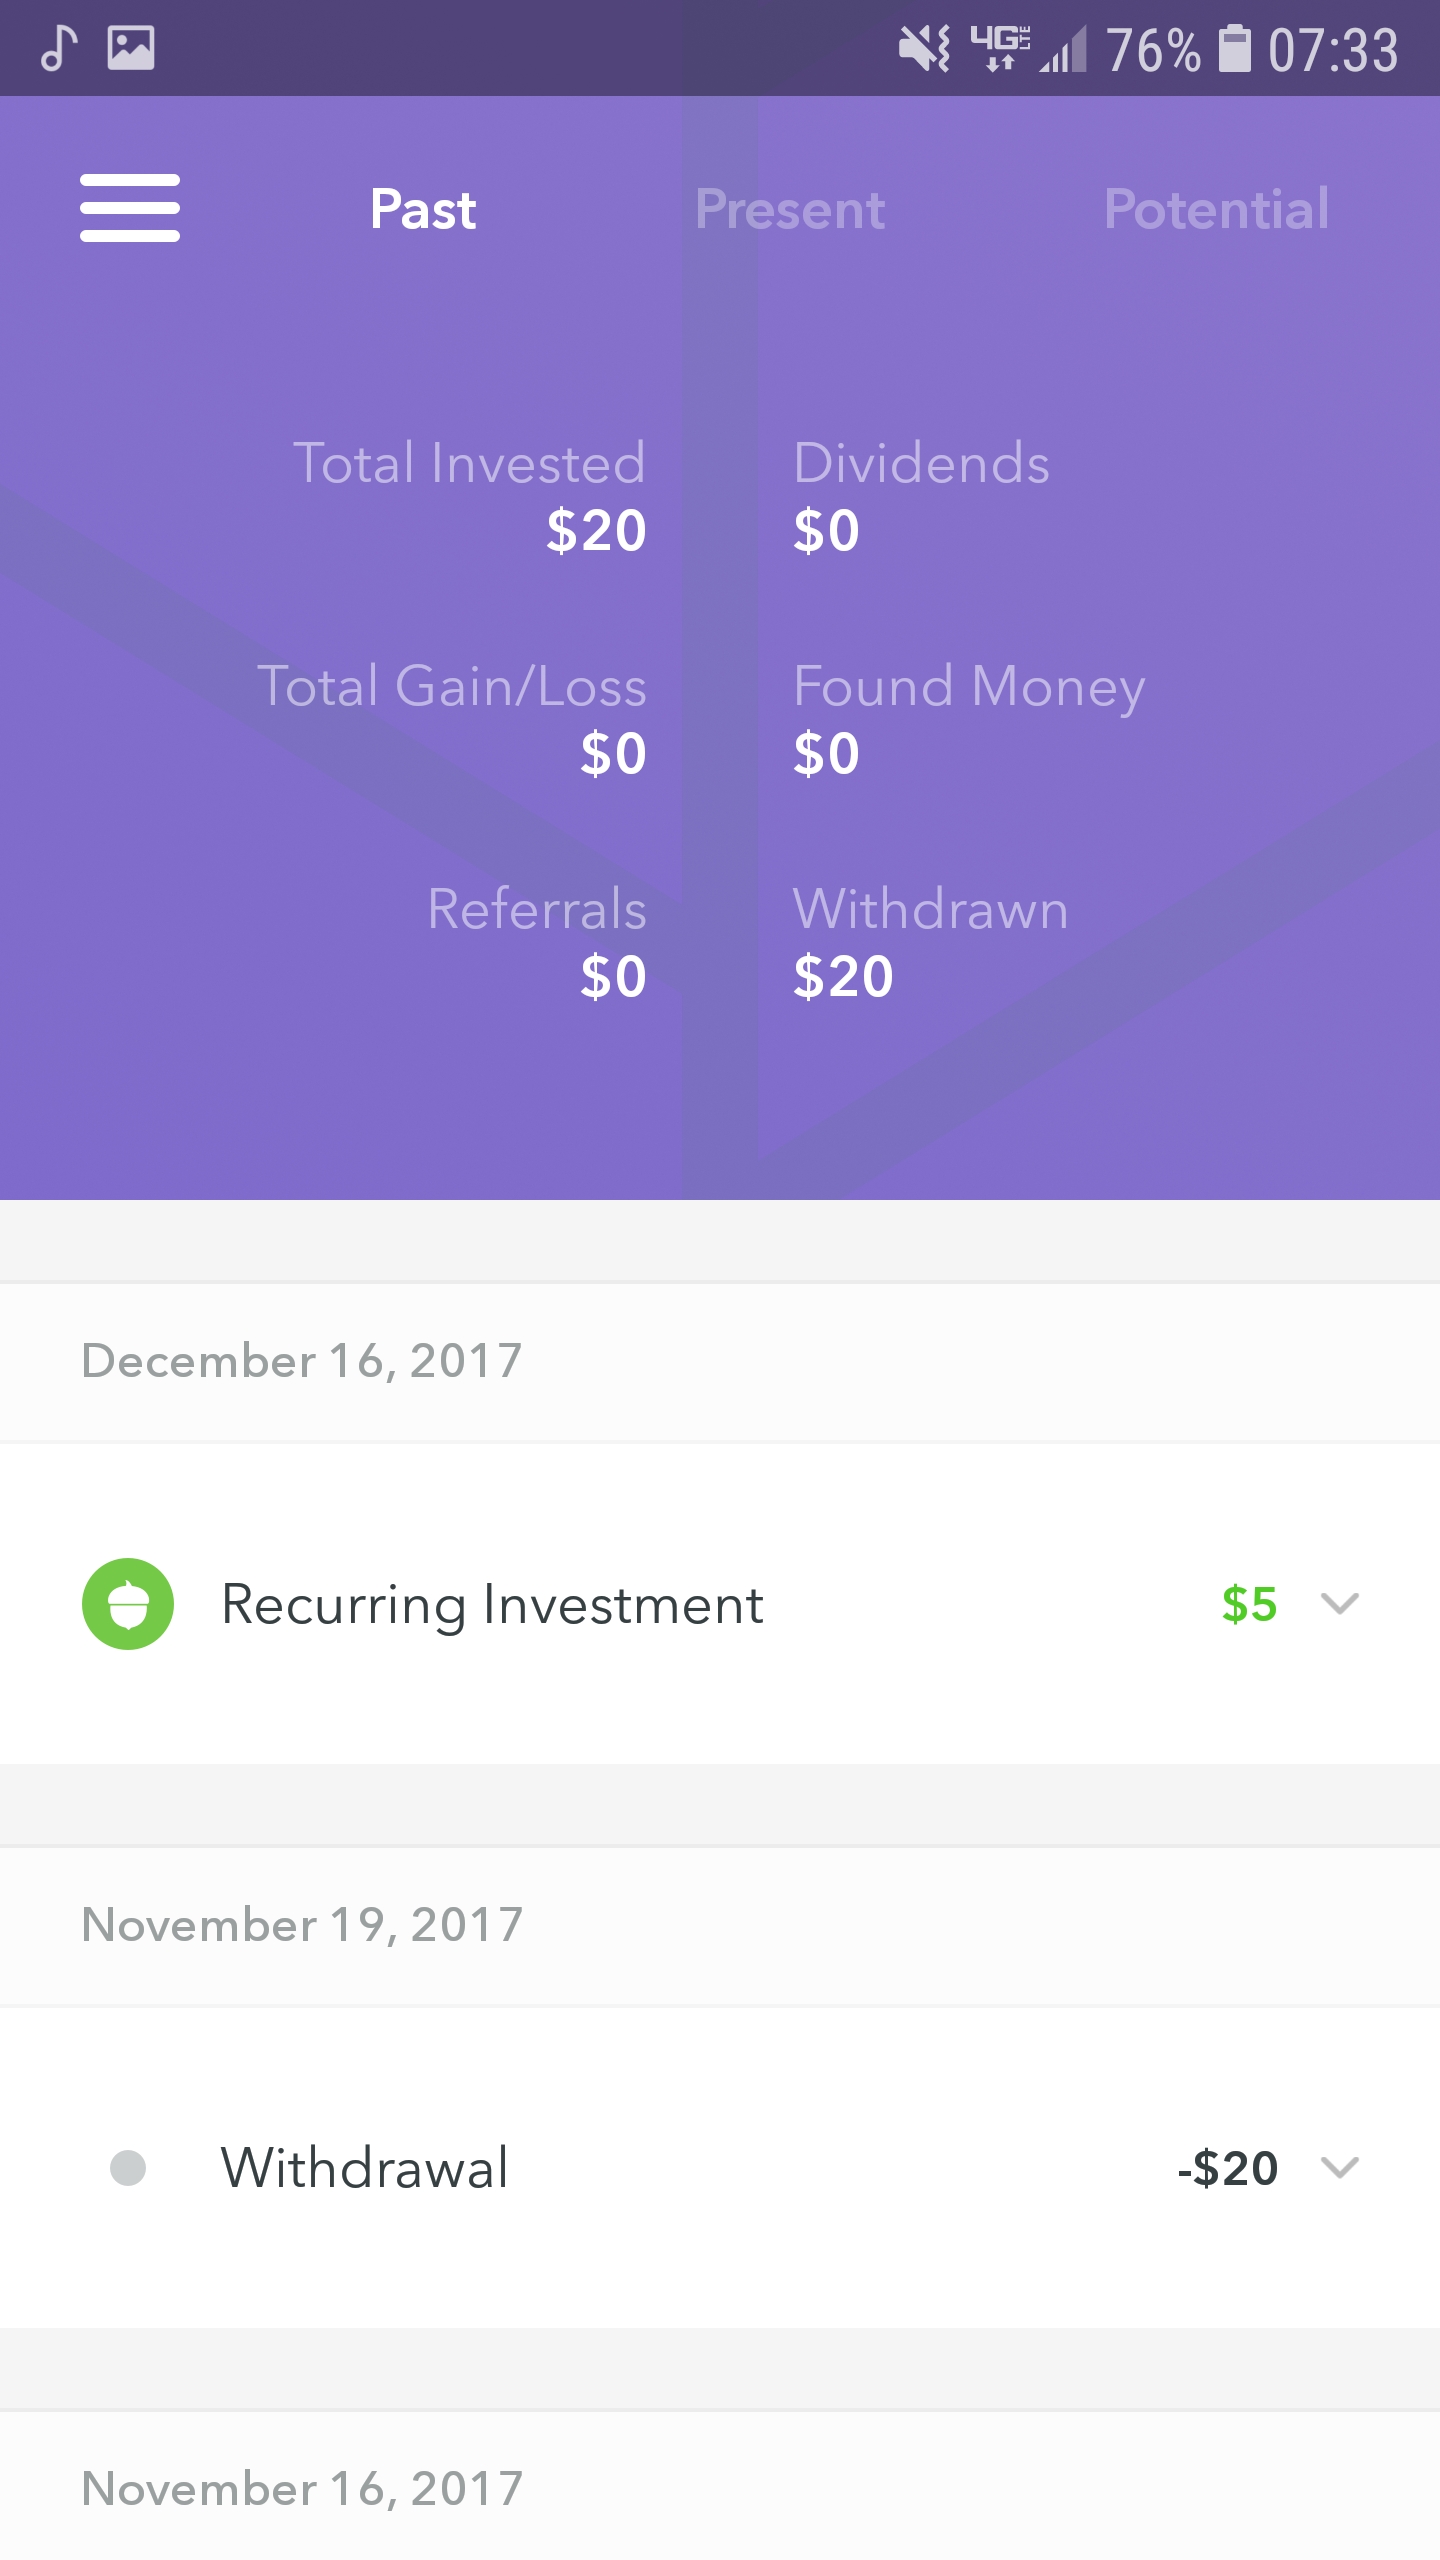 4G LTE 76% 07:33
Past Present Potential
Total Invested
$20
Dividends
$0
Total Gain/Loss
$0
Found Money
$0
Referrals
$0
Withdrawn
$20
December 16, 2017
Recurring Investment $5
November 19, 2017
Withdrawal -$20
November 16, 2017